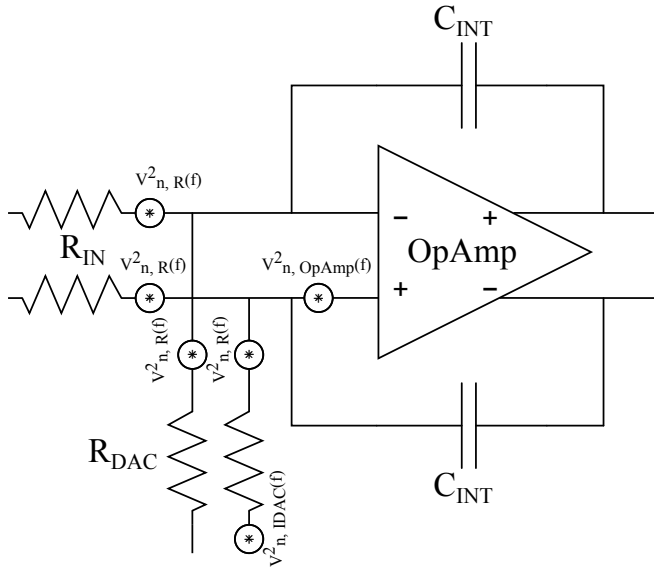 C_INT
V²n, R(f)
R_IN
V²n, R(f)
V²n, OpAmp(f)
- +
OpAmp
+ -
V²n, R(f)
V²n, R(f)
R_DAC
V²n, IDAC(f)
C_INT